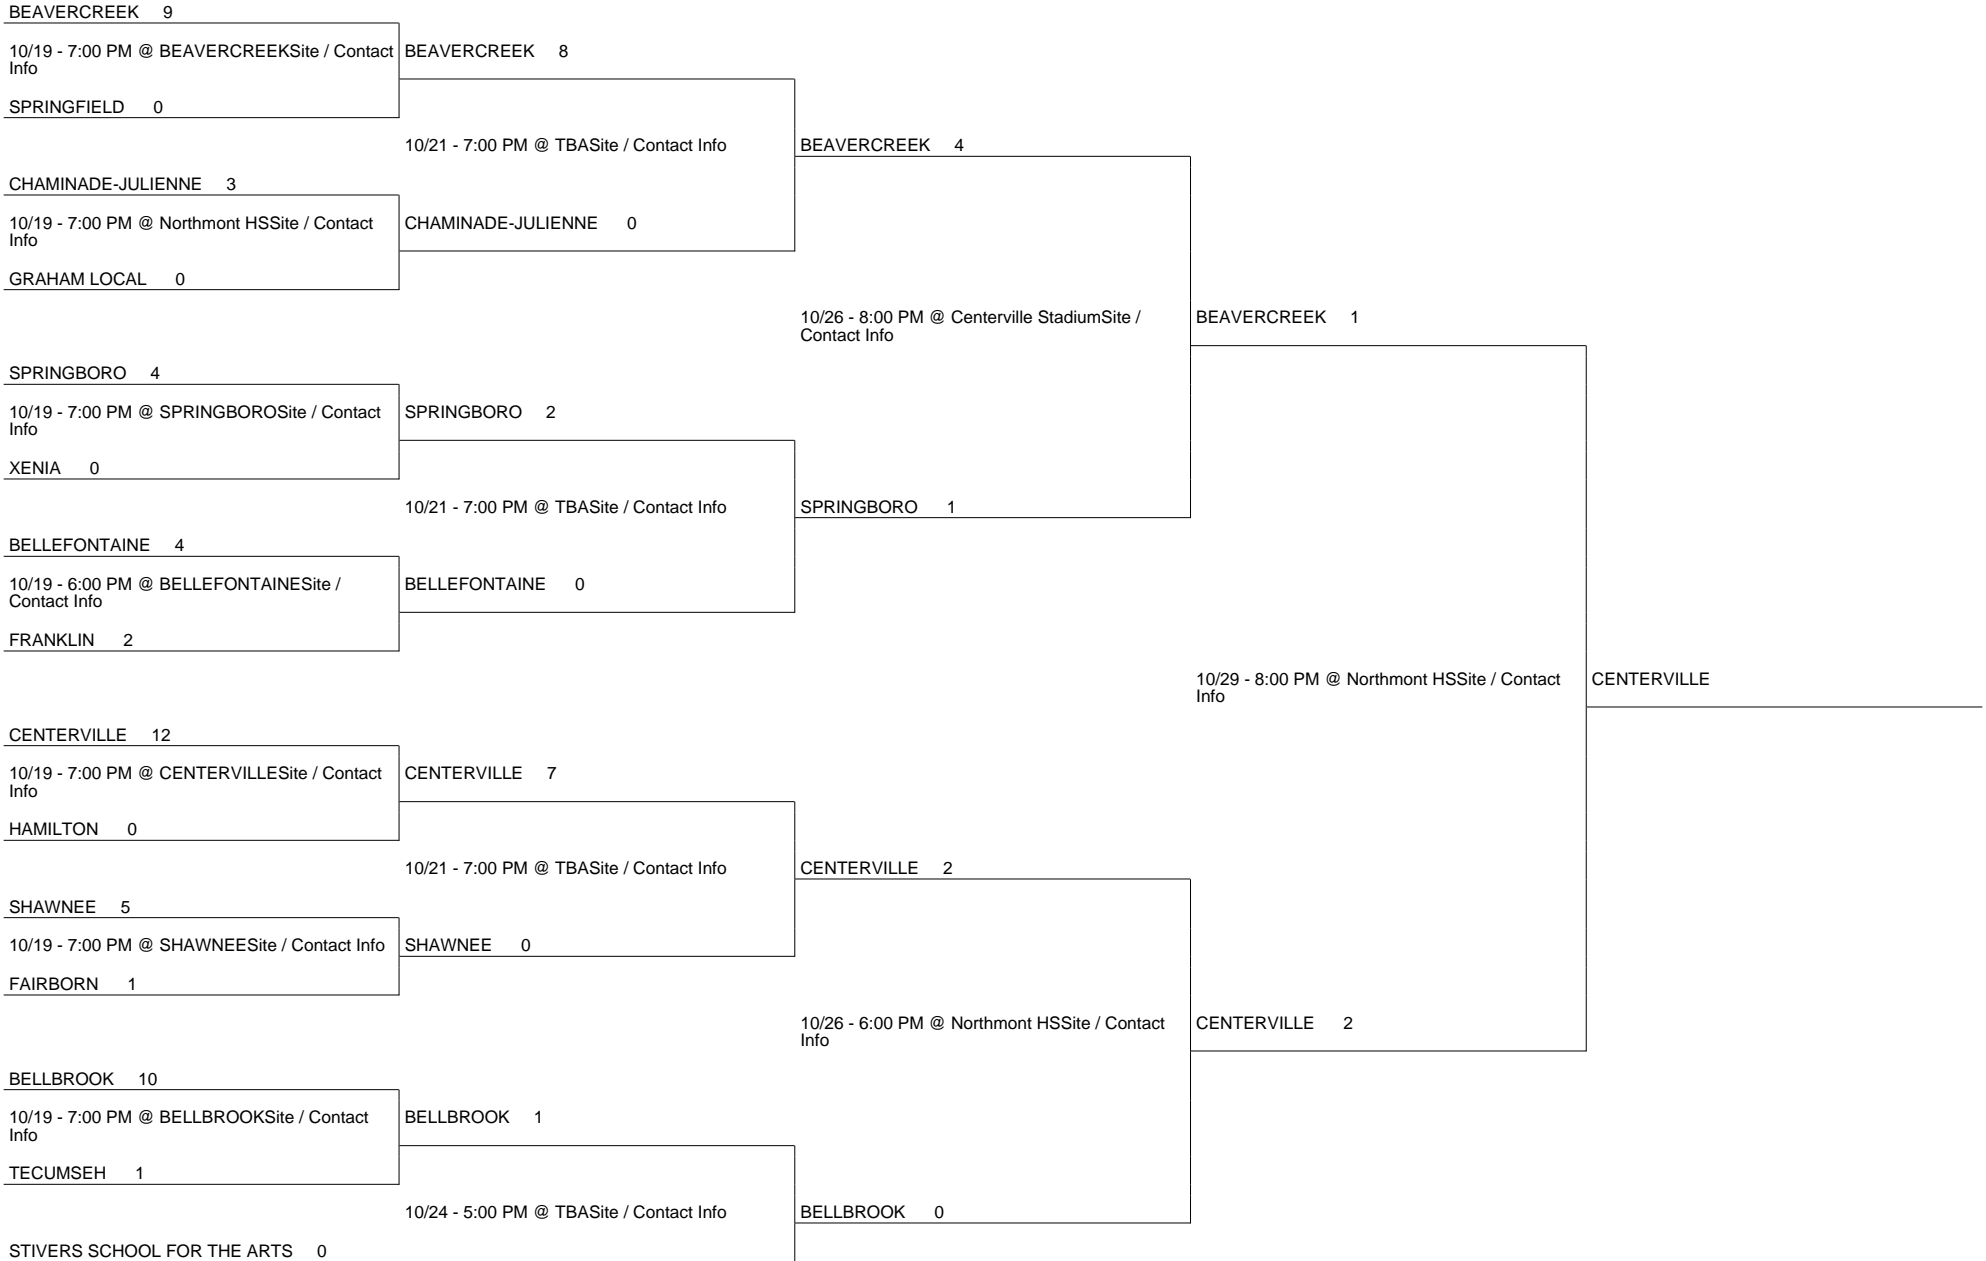 BEAVERCREEK 9
10/19 - 7:00 PM @ BEAVERCREEKSite / Contact
Info
SPRINGFIELD 0
BEAVERCREEK 8
10/21 - 7:00 PM @ TBASite / Contact Info
CHAMINADE-JULIENNE 3
10/19 - 7:00 PM @ Northmont HSSite / Contact
Info
GRAHAM LOCAL 0
CHAMINADE-JULIENNE 0
BEAVERCREEK 4
10/26 - 8:00 PM @ Centerville StadiumSite /
Contact Info
SPRINGBORO 4
10/19 - 7:00 PM @ SPRINGBOROSite / Contact
Info
XENIA 0
SPRINGBORO 2
10/21 - 7:00 PM @ TBASite / Contact Info
BELLEFONTAINE 4
10/19 - 6:00 PM @ BELLEFONTAINESite /
Contact Info
FRANKLIN 2
BELLEFONTAINE 0
SPRINGBORO 1
BEAVERCREEK 1
10/29 - 8:00 PM @ Northmont HSSite / Contact
Info
CENTERVILLE
CENTERVILLE 12
10/19 - 7:00 PM @ CENTERVILLESite / Contact
Info
HAMILTON 0
CENTERVILLE 7
10/21 - 7:00 PM @ TBASite / Contact Info
SHAWNEE 5
10/19 - 7:00 PM @ SHAWNEESite / Contact Info
FAIRBORN 1
SHAWNEE 0
CENTERVILLE 2
10/26 - 6:00 PM @ Northmont HSSite / Contact
Info
CENTERVILLE 2
BELLBROOK 10
10/19 - 7:00 PM @ BELLBROOKSite / Contact
Info
TECUMSEH 1
BELLBROOK 1
10/24 - 5:00 PM @ TBASite / Contact Info
BELLBROOK 0
STIVERS SCHOOL FOR THE ARTS 0